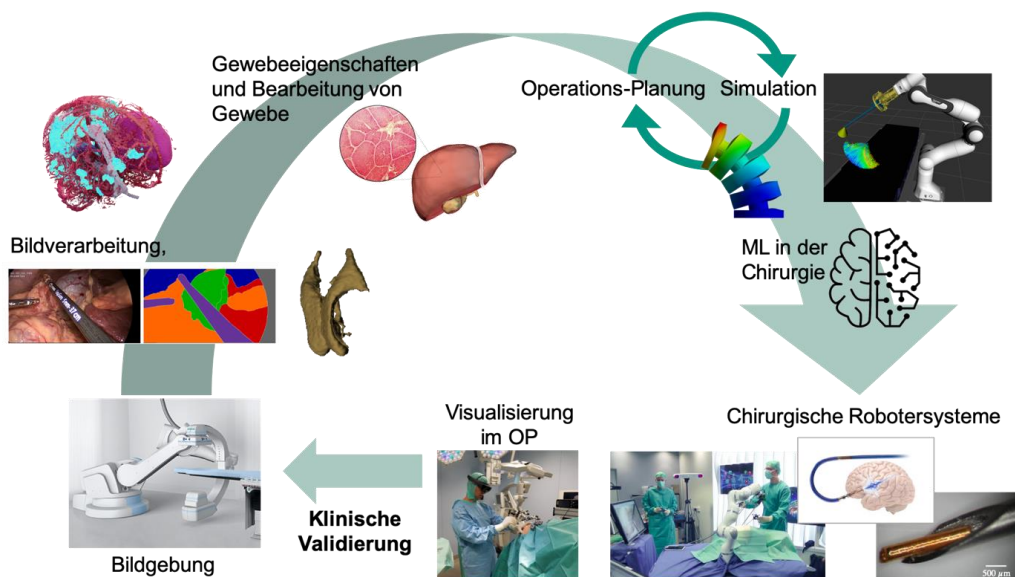 Gewebeeigenschaften
und Bearbeitung von
Gewebe
Operations-Planung
Simulation
Bildverarbeitung,
ML in der
Chirurgie
Visualisierung
im OP
Chirurgische Robotersysteme
Klinische
Validierung
Bildgebung
500 µm